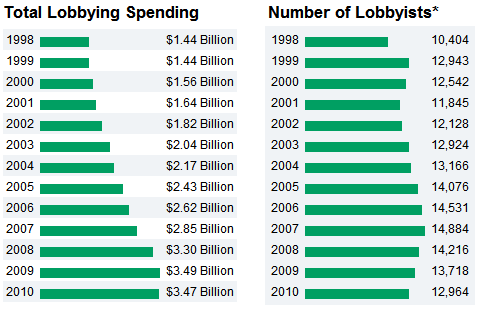 Total Lobbying Spending
1998 $1.44 Billion
1999 $1.44 Billion
2000 $1.56 Billion
2001 $1.64 Billion
2002 $1.82 Billion
2003 $2.04 Billion
2004 $2.17 Billion
2005 $2.43 Billion
2006 $2.62 Billion
2007 $2.85 Billion
2008 $3.30 Billion
2009 $3.49 Billion
2010 $3.47 Billion
Number of Lobbyists*
1998 10,404
1999 12,943
2000 12,542
2001 11,845
2002 12,128
2003 12,924
2004 13,166
2005 14,076
2006 14,531
2007 14,884
2008 14,216
2009 13,718
2010 12,964